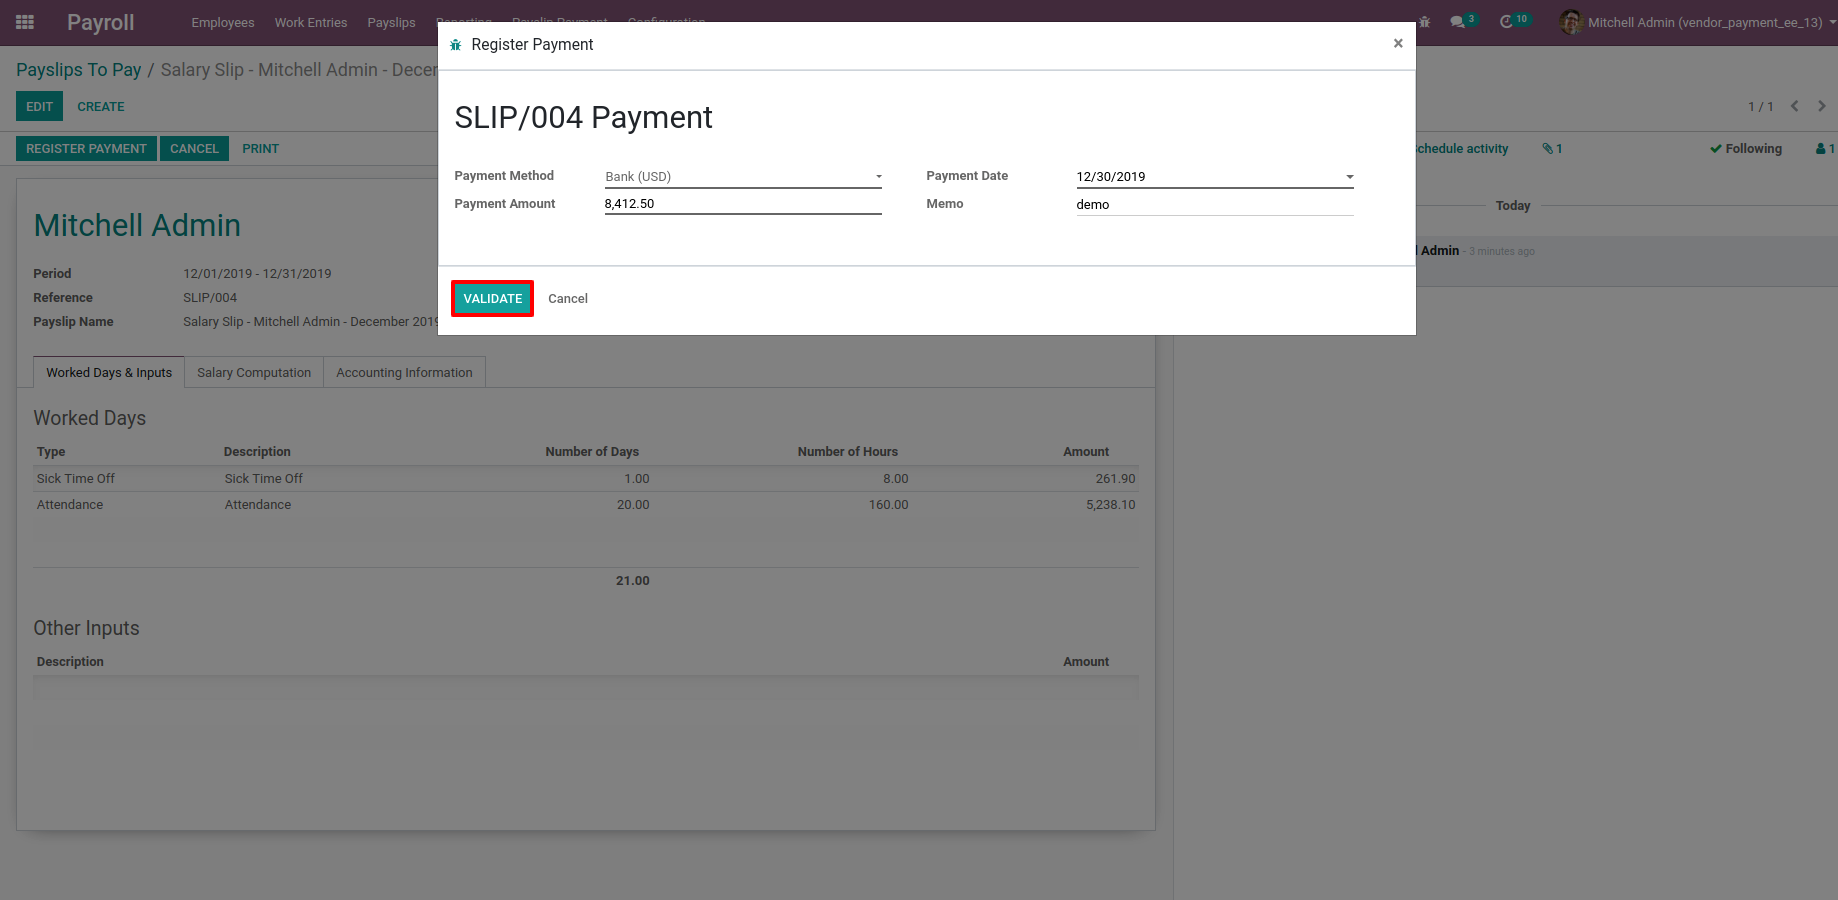 Payroll Employees Work Entries Payslips Reporting Payslip Payment Configuration 3 10 Mitchell Admin (vendor_payment_ee_13)
Register Payment ×
Payslips To Pay / Salary Slip - Mitchell Admin - Decem
EDIT CREATE 1 / 1
SLIP/004 Payment
REGISTER PAYMENT CANCEL PRINT chedule activity 1 Following 1
Payment Method Bank (USD) Payment Date 12/30/2019
Payment Amount 8,412.50 Memo demo
Today
Mitchell Admin
Admin - 3 minutes ago
Period 12/01/2019 - 12/31/2019
Reference SLIP/004
VALIDATE Cancel
Payslip Name Salary Slip - Mitchell Admin - December 2019
Worked Days & Inputs Salary Computation Accounting Information
Worked Days
Type Description Number of Days Number of Hours Amount
Sick Time Off Sick Time Off 1.00 8.00 261.90
Attendance Attendance 20.00 160.00 5,238.10
21.00
Other Inputs
Description Amount